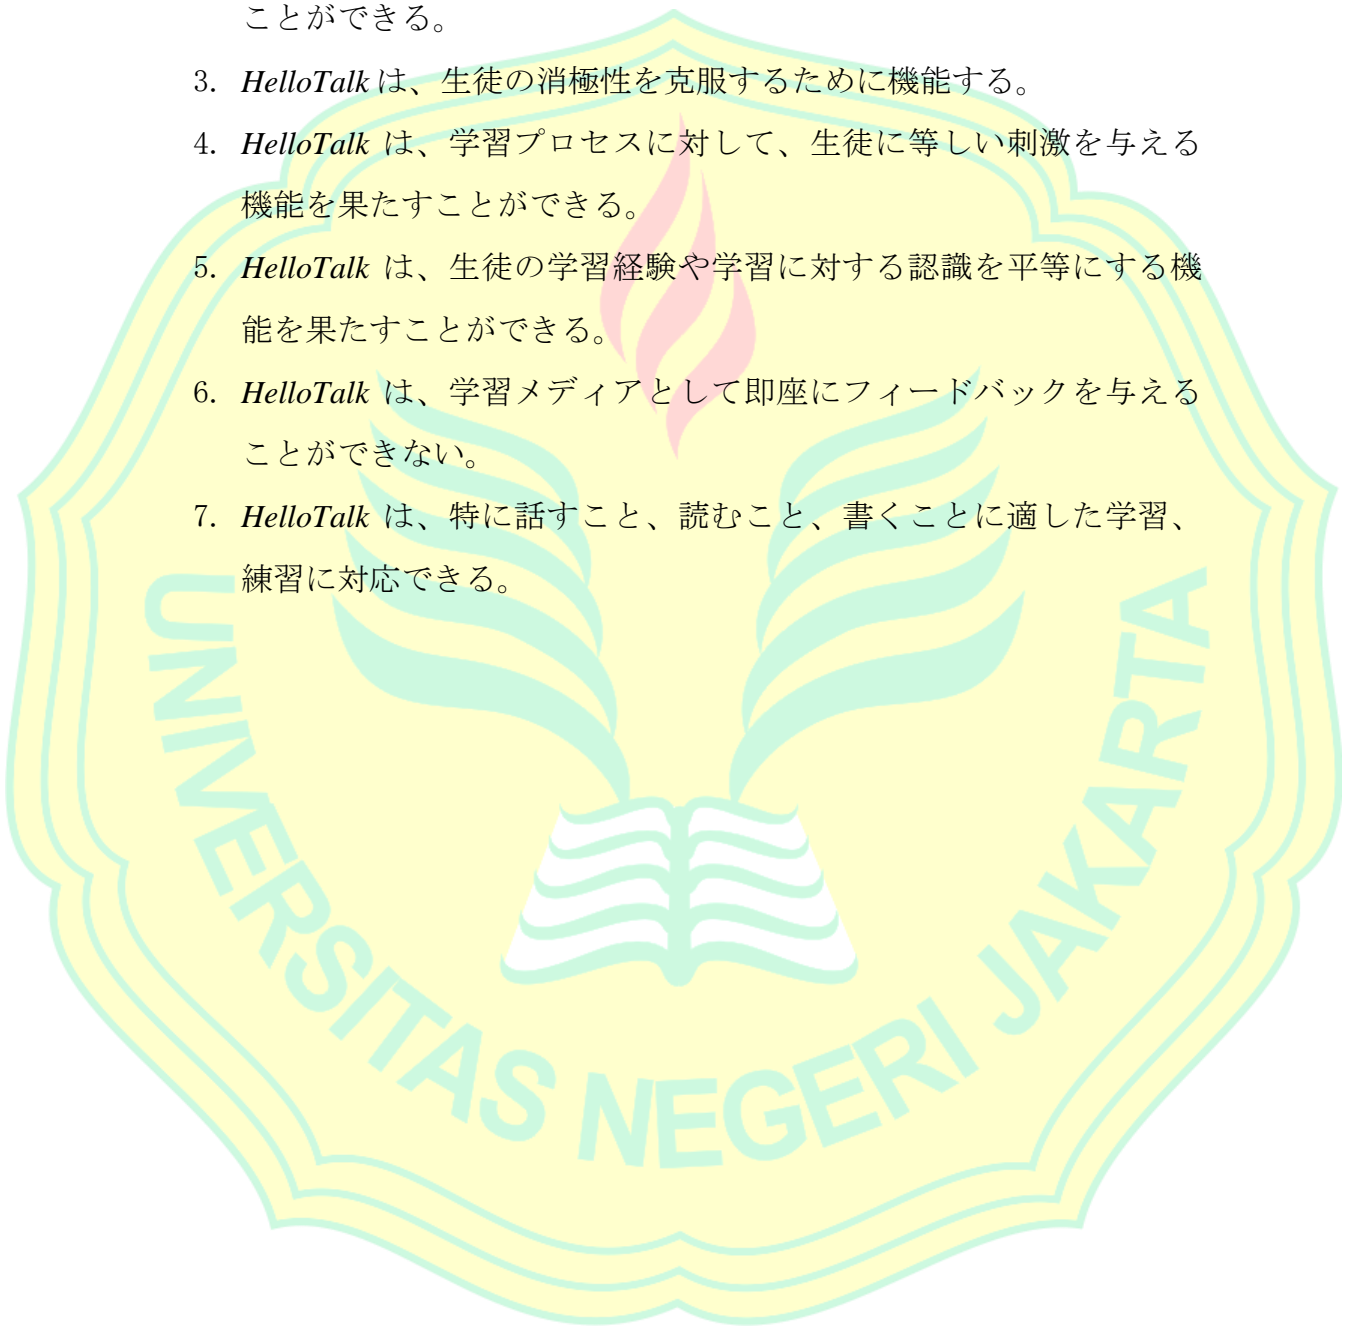 ことができる。
3. HelloTalk は、生徒の消極性を克服するために機能する。
4. HelloTalk は、学習プロセスに対して、生徒に等しい刺激を与える
機能を果たすことができる。
5. HelloTalk は、生徒の学習経験や学習に対する認識を平等にする機
能を果たすことができる。
6. HelloTalk は、学習メディアとして即座にフィードバックを与える
ことができない。
7. HelloTalk は、特に話すこと、読むこと、書くことに適した学習、
練習に対応できる。
UNIVERSITAS NEGERI JAKARTA